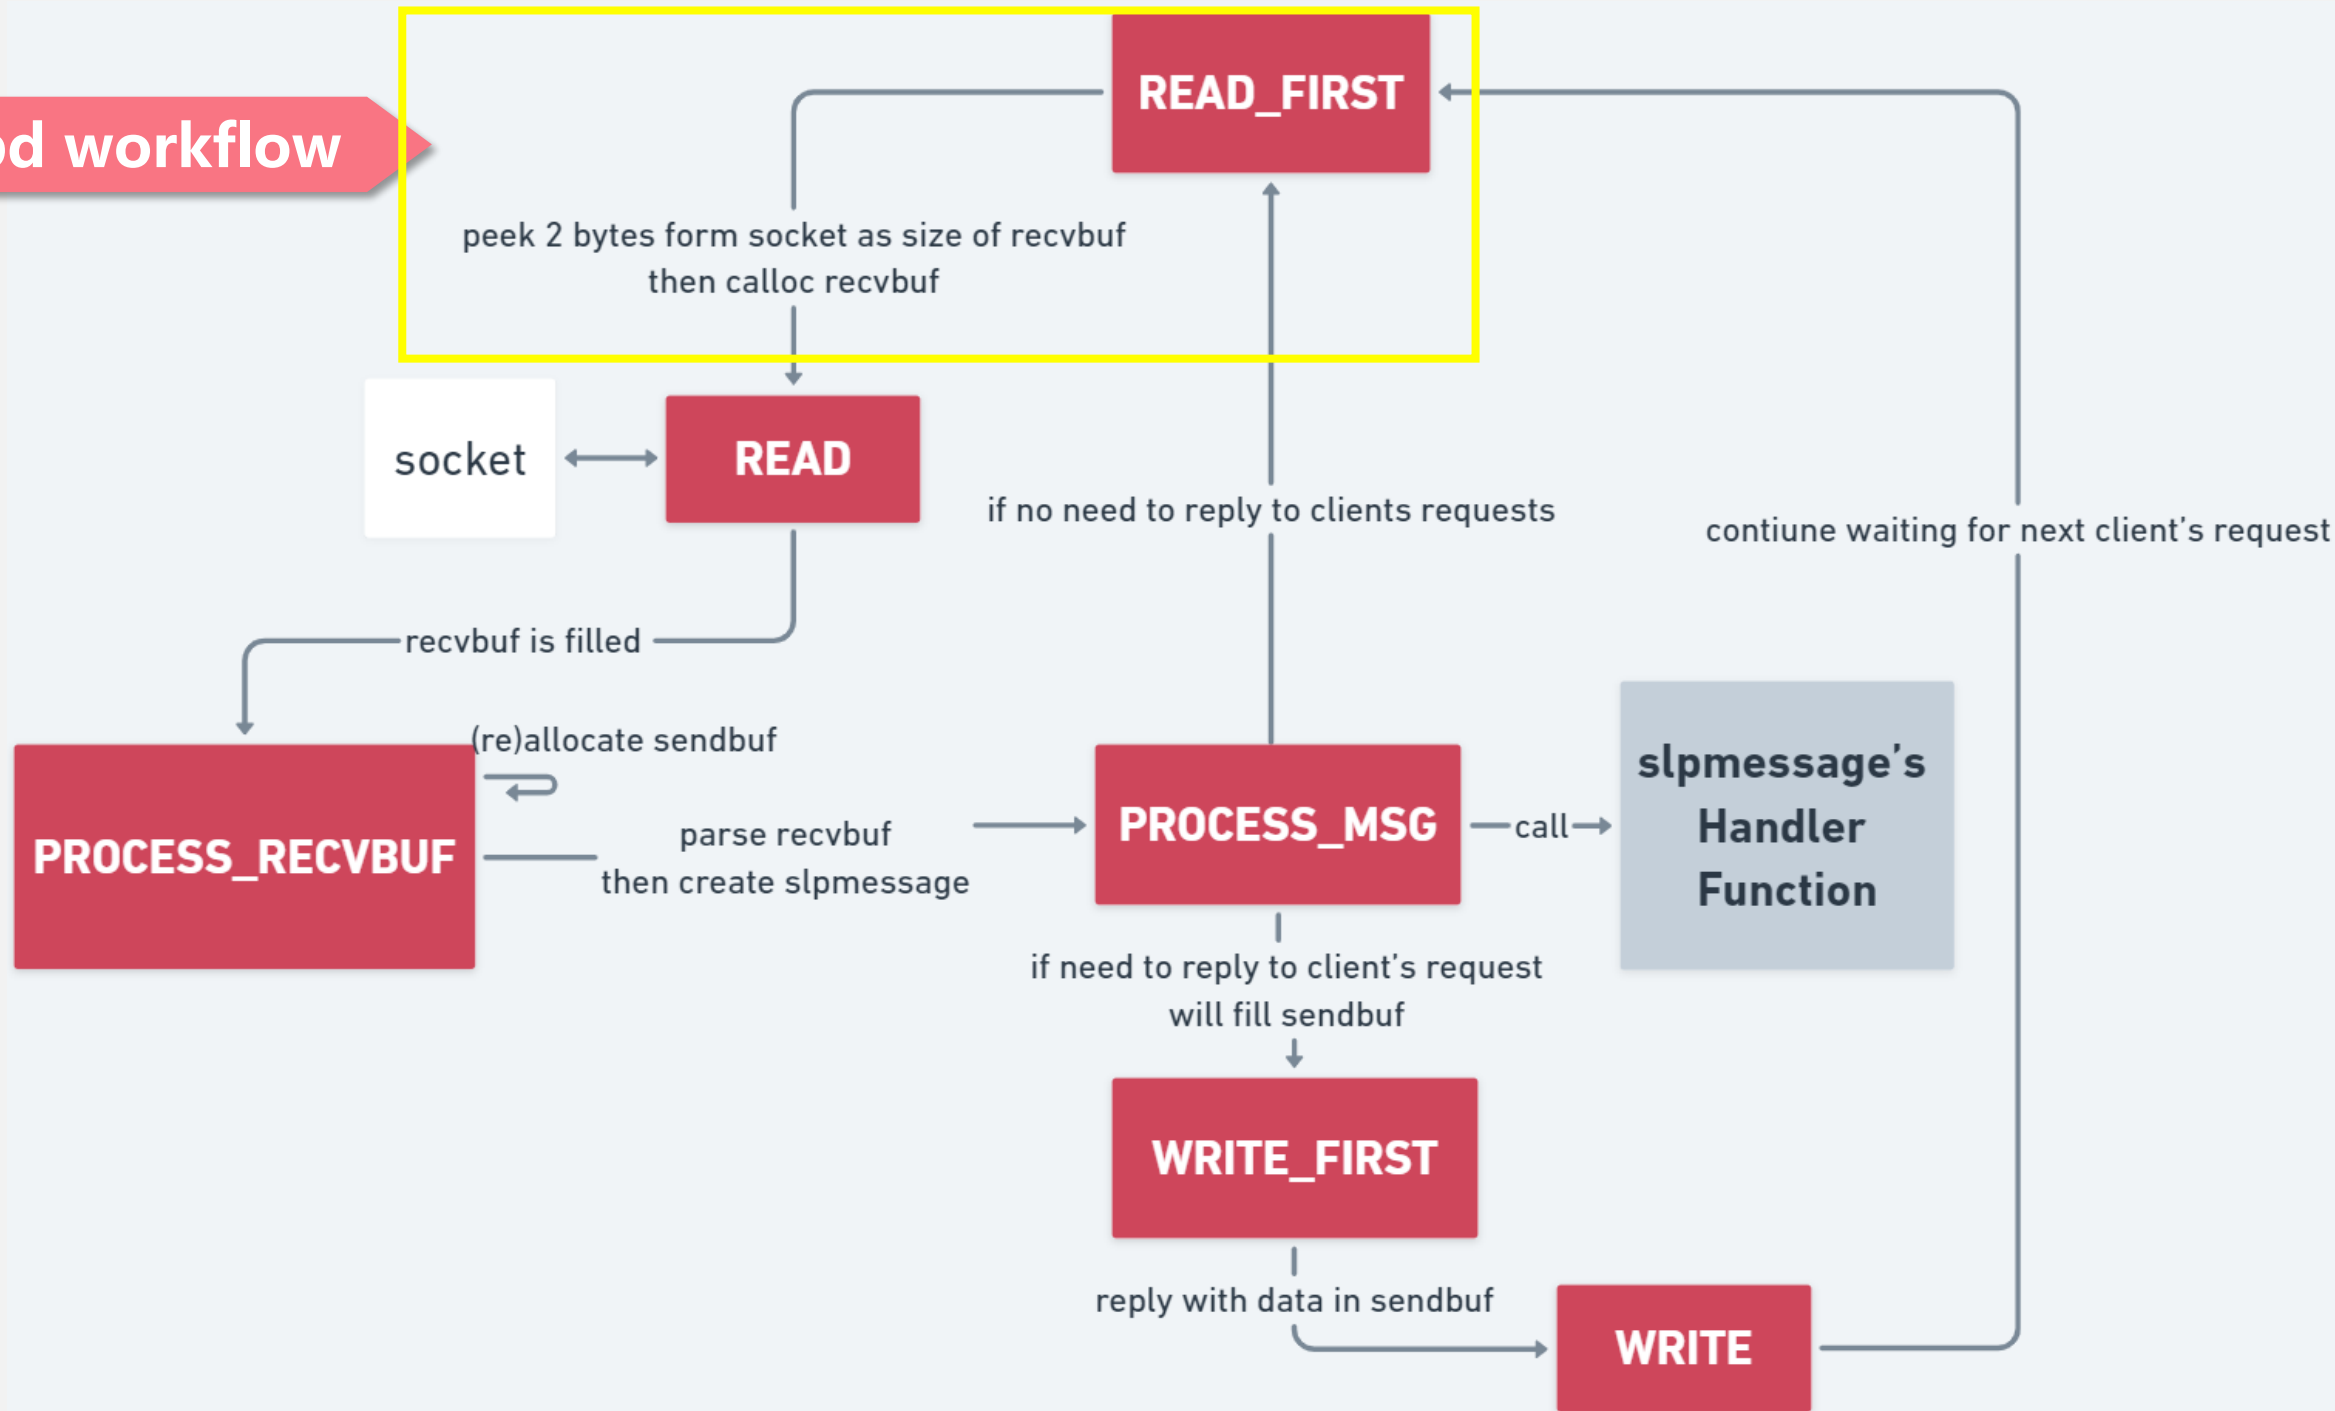 READ_FIRST
workflow
peek 2 bytes form socket as size of recvbuf
then calloc recvbuf
socket
READ
if no need to reply to clients requests
contiune waiting for next client's request
recvbuf is filled
(re)allocate sendbuf
PROCESS_RECVBUF
parse recvbuf
then create slpmessage
PROCESS_MSG
call
slpmessage's
Handler
Function
if need to reply to client's request
will fill sendbuf
WRITE_FIRST
reply with data in sendbuf
WRITE